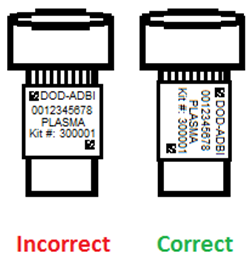 DOD-ADBI
0012345678
PLASMA
Kit #: 300001
DOD-ADBI
0012345678
PLASMA
Kit #: 300001
Incorrect
Correct